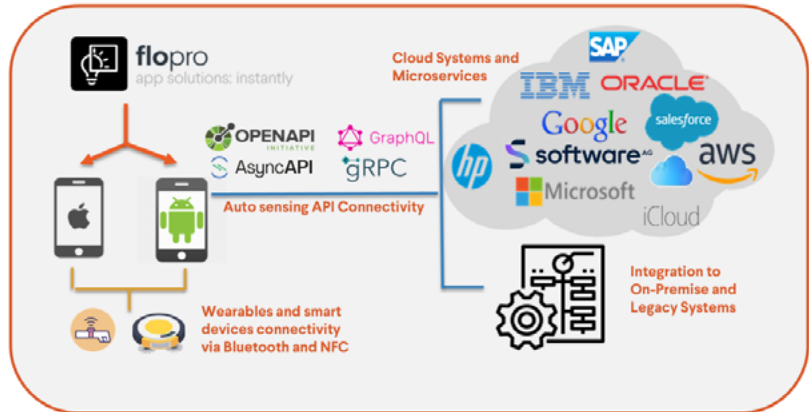 flopro
app solutions: instantly
Cloud Systems and
Microservices
SAP
IBM ORACLE
OPENAPI
INITIATIVE
GraphQL
AsyncAPI
gRPC
Google
salesforce
hp
software AG
aws
Microsoft
iCloud
Auto sensing API Connectivity
Wearables and smart
devices connectivity
via Bluetooth and NFC
Integration to
On-Premise and
Legacy Systems